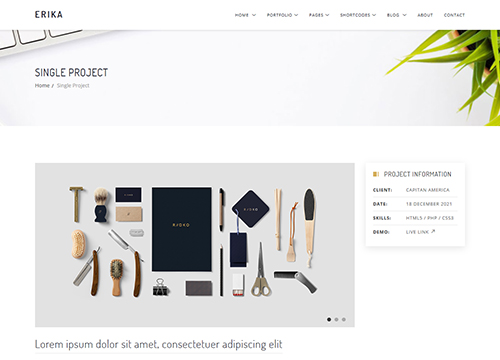 ERIKA
HOME PORTFOLIO PAGES SHORTCODES BLOG ABOUT CONTACT
SINGLE PROJECT
Home / Single Project
BJOKO
PROJECT INFORMATION
CLIENT: CAPITAN AMERICA
DATE: 18 DECEMBER 2021
SKILLS: HTML5 / PHP / CSS3
DEMO: LIVE LINK
Lorem ipsum dolor sit amet, consectetuer adipiscing elit